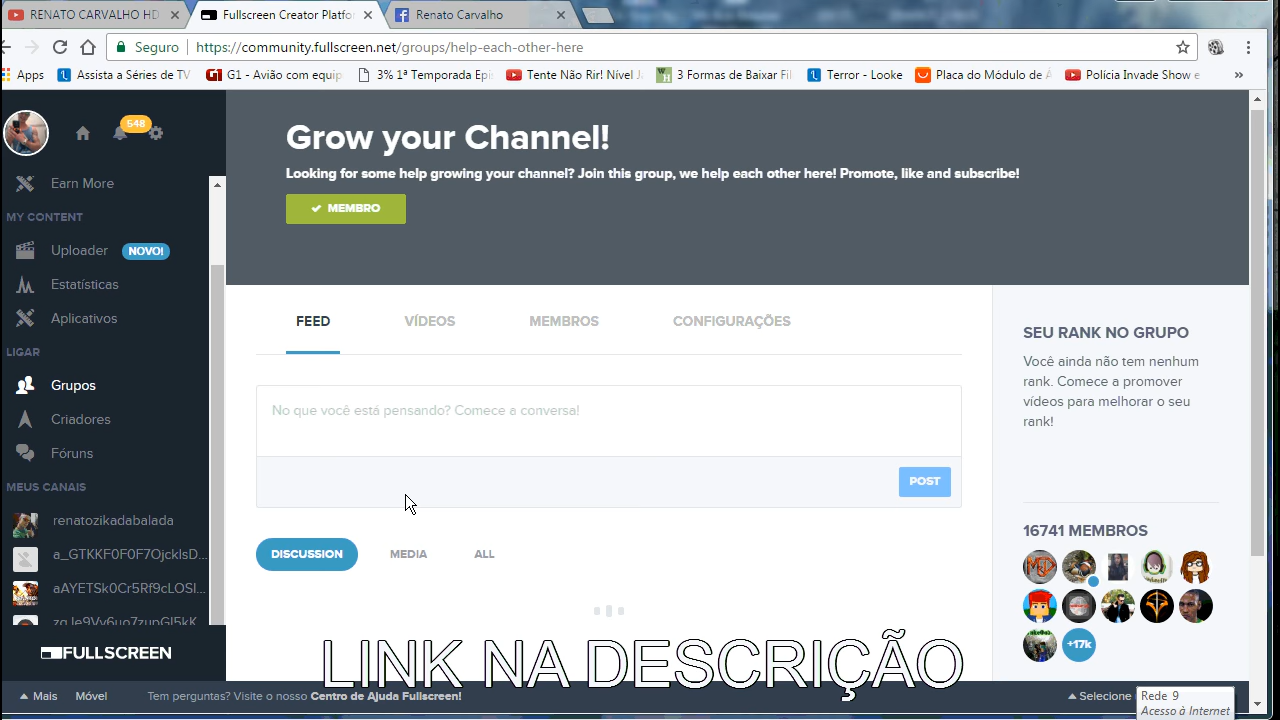 RENATO CARVALHO HD
Fullscreen Creator Platfor
Renato Carvalho
Seguro
https://community.fullscreen.net/groups/help-each-other-here
Apps
Assista a Séries de TV
G1 - Avião com equip
3% 1ª Temporada Epis
Tente Não Rir! Nível
3 Formas de Baixar Fi
Terror - Looke
Placa do Módulo de
Polícia Invade Show e
»
548
Earn More
MY CONTENT
Uploader NOVO!
Estatísticas
Aplicativos
LIGAR
Grupos
Criadores
Fóruns
MEUS CANAIS
renatozikadabalada
Grow your Channel!
Looking for some help growing your channel? Join this group, we help each other here! Promote, like and subscribe!
MEMBRO
FEED
VÍDEOS
MEMBROS
CONFIGURAÇÕES
No que você está pensando? Comece a conversa!
POST
DISCUSSION
MEDIA
ALL
SEU RANK NO GRUPO
Você ainda não tem nenhum
rank. Comece a promover
vídeos para melhorar o seu
rank!
16741 MEMBROS
+17k
FULLSCREEN
LINK NA DESCRIÇÃO
Mais
Móvel
Tem perguntas? Visite o nosso Centro de Ajuda Fullscreen!
Selecione
Rede 9
Acesso à Internet